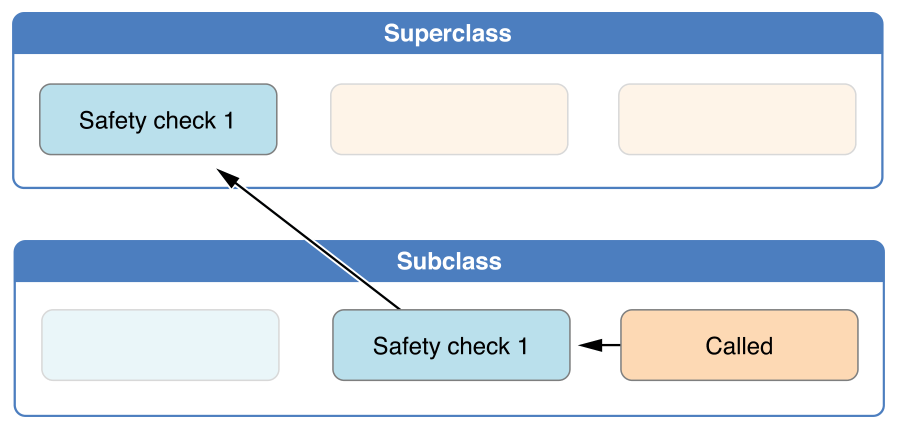 Superclass
Safety check 1
Subclass
Safety check 1
Called